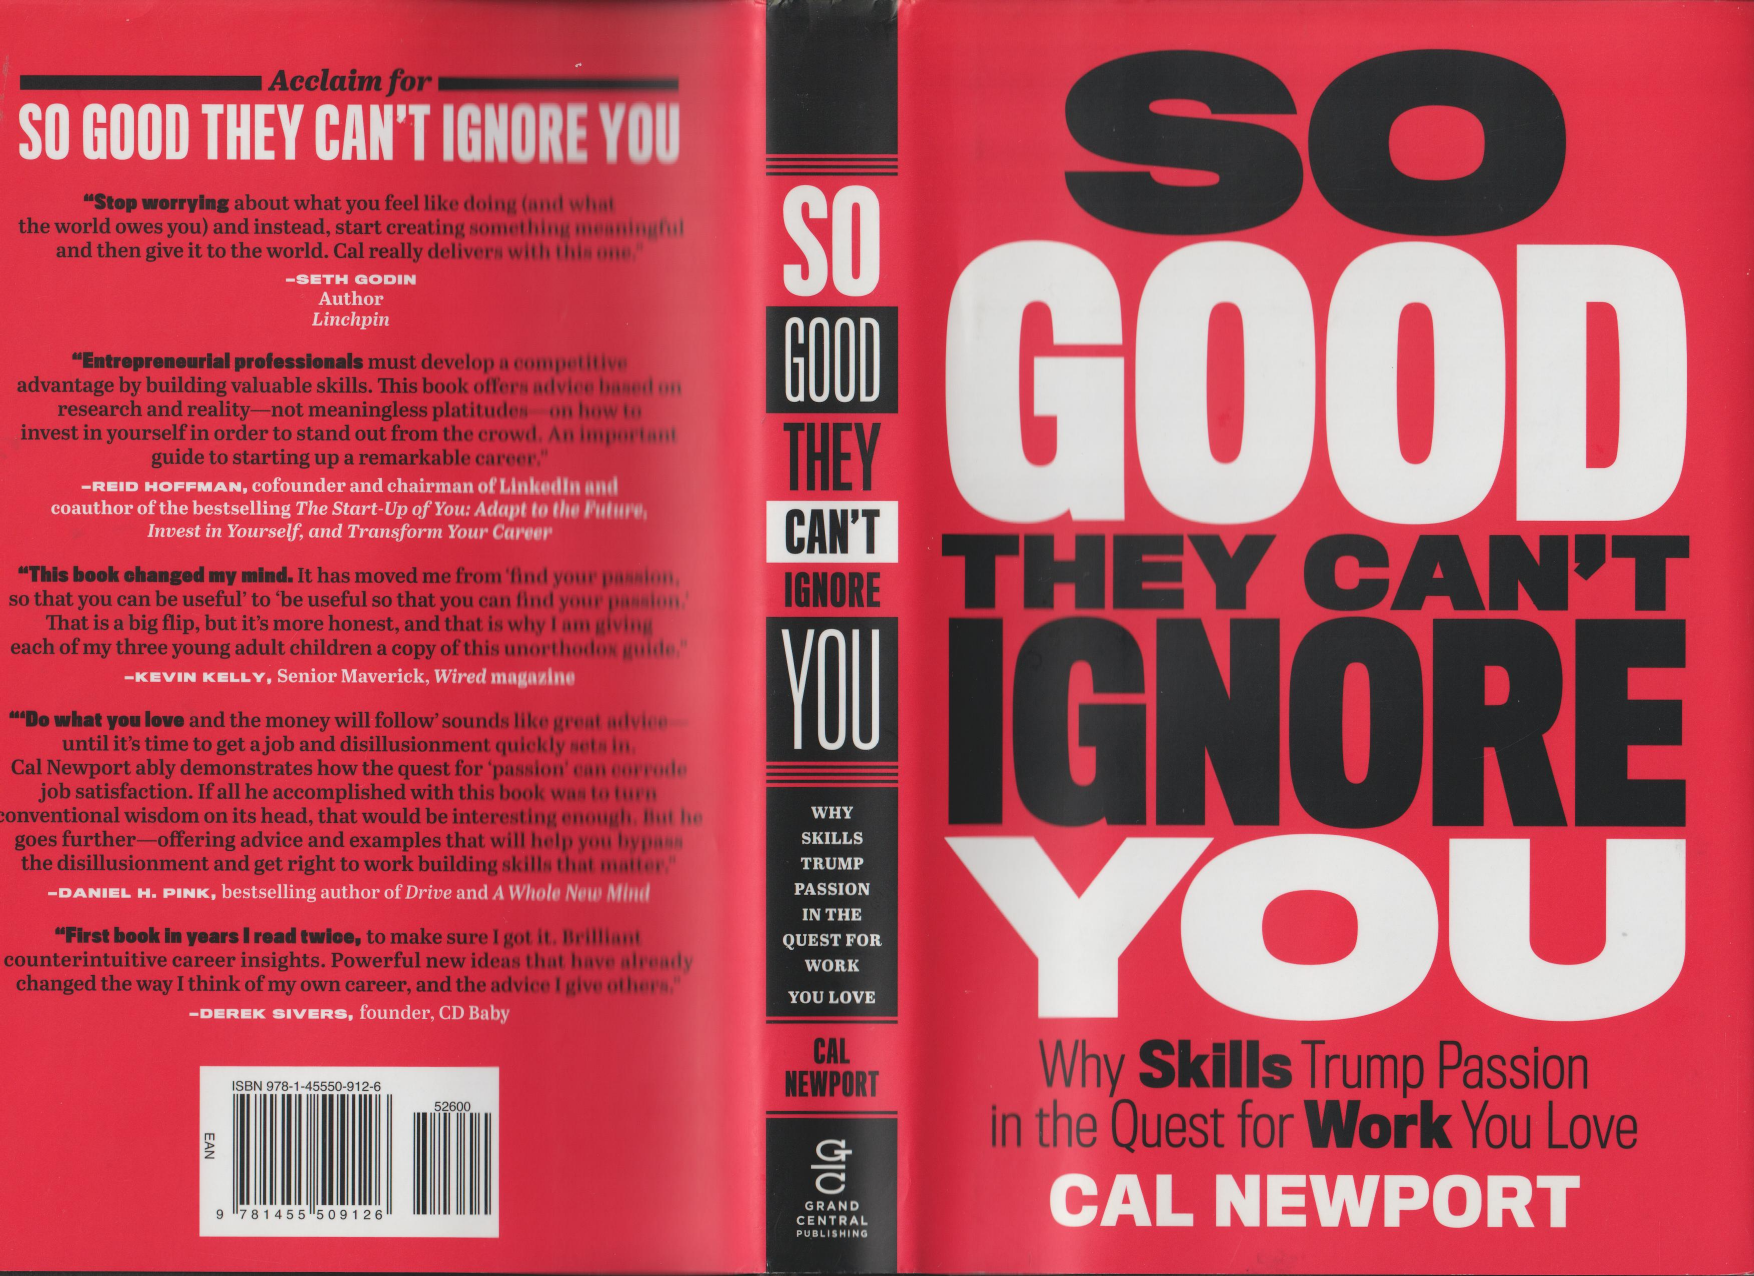 Acclaim for
SO GOOD THEY CAN'T IGNORE YOU
“Stop worrying about what you feel like doing (and what
the world owes you) and instead, start creating something meaningful
and then give it to the world. Cal really delivers with this one.”
–SETH GODIN
Author
Linchpin
“Entrepreneurial professionals must develop a competitive
advantage by building valuable skills. This book offers advice based on
research and reality—not meaningless platitudes—on how to
invest in yourself in order to stand out from the crowd. An important
guide to starting up a remarkable career.”
–REID HOFFMAN, cofounder and chairman of LinkedIn and
coauthor of the bestselling The Start-Up of You: Adapt to the Future,
Invest in Yourself, and Transform Your Career
“This book changed my mind. It has moved me from ‘find your passion,
so that you can be useful’ to ‘be useful so that you can find your passion.’
That is a big flip, but it’s more honest, and that is why I am giving
each of my three young adult children a copy of this unorthodox guide.”
–KEVIN KELLY, Senior Maverick, Wired magazine
“‘Do what you love and the money will follow’ sounds like great advice—
until it’s time to get a job and disillusionment quickly sets in.
Cal Newport ably demonstrates how the quest for ‘passion’ can corrode
job satisfaction. If all he accomplished with this book was to turn
conventional wisdom on its head, that would be interesting enough. But he
goes further—offering advice and examples that will help you bypass
the disillusionment and get right to work building skills that matter.”
–DANIEL H. PINK, bestselling author of Drive and A Whole New Mind
“First book in years I read twice, to make sure I got it. Brilliant
counterintuitive career insights. Powerful new ideas that have already
changed the way I think of my own career, and the advice I give others.”
–DEREK SIVERS, founder, CD Baby
ISBN 978-1-45550-912-6
52600
EAN
9 781455 509126
SO
GOOD
THEY
CAN'T
IGNORE
YOU
WHY
SKILLS
TRUMP
PASSION
IN THE
QUEST FOR
WORK
YOU LOVE
CAL
NEWPORT
GRAND
CENTRAL
PUBLISHING
SO
GOOD
THEY CAN'T
IGNORE
YOU
Why Skills Trump Passion
in the Quest for Work You Love
CAL NEWPORT